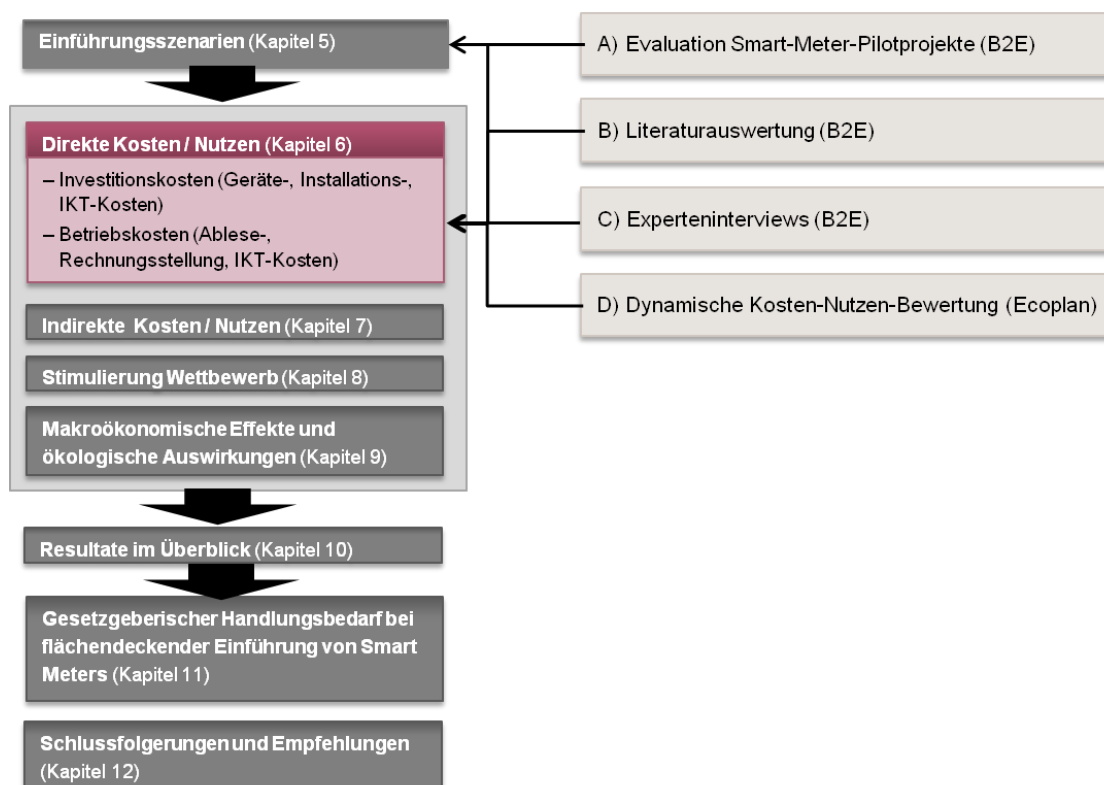 Einführungsszenarien (Kapitel 5)
Direkte Kosten / Nutzen (Kapitel 6)
– Investitionskosten (Geräte-, Installations-,
IKT-Kosten)
– Betriebskosten (Ablese-,
Rechnungsstellung, IKT-Kosten)
Indirekte Kosten / Nutzen (Kapitel 7)
Stimulierung Wettbewerb (Kapitel 8)
Makroökonomische Effekte und
ökologische Auswirkungen (Kapitel 9)
Resultate im Überblick (Kapitel 10)
Gesetzgeberischer Handlungsbedarf bei
flächendeckender Einführung von Smart
Meters (Kapitel 11)
Schlussfolgerungen und Empfehlungen
(Kapitel 12)
A) Evaluation Smart-Meter-Pilotprojekte (B2E)
B) Literaturauswertung (B2E)
C) Experteninterviews (B2E)
D) Dynamische Kosten-Nutzen-Bewertung (Ecoplan)